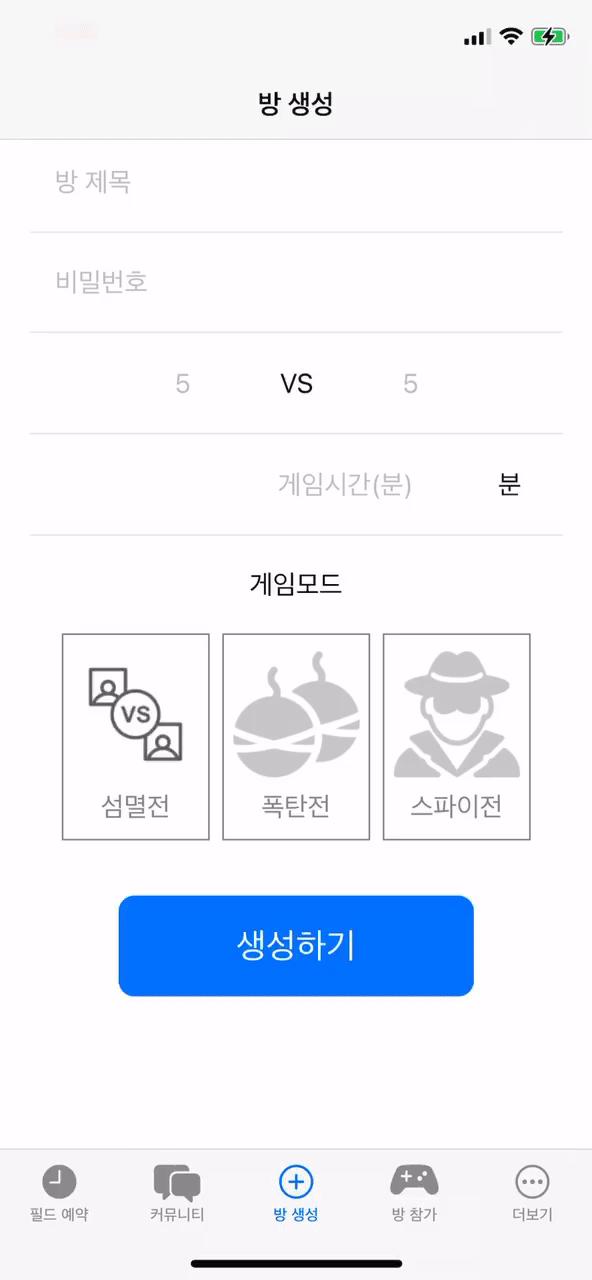 방 생성
방 제목
비밀번호
5 VS 5
게임시간(분) 분
게임모드
VS
섬멸전 폭탄전 스파이전
생성하기
필드 예약 커뮤니티 방 생성 방 참가 더보기